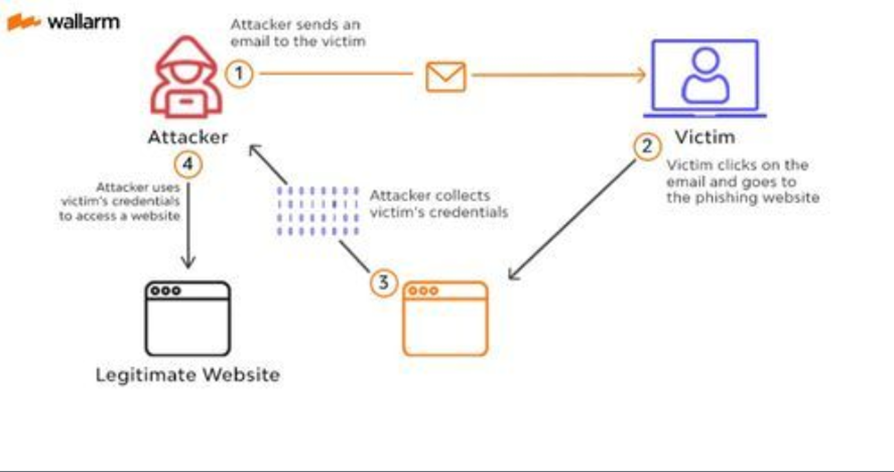 wallarm
Attacker sends an
email to the victim
1
Attacker
Victim
2
Victim clicks on the
email and goes to
the phishing website
4
Attacker uses
victim's credentials
to access a website
Attacker collects
victim's credentials
3
Legitimate Website